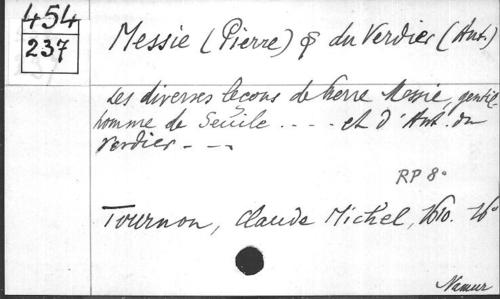 454
237
Messie (Pierre) & du Verdier (Ant.)
Les diverses leçons de Pierre Messie, gentil-
homme de Seuile .... et d'Ant. du
Verdier - - -
RP 8°
Tournon, Claude Michel, 1610. 16°
Namur